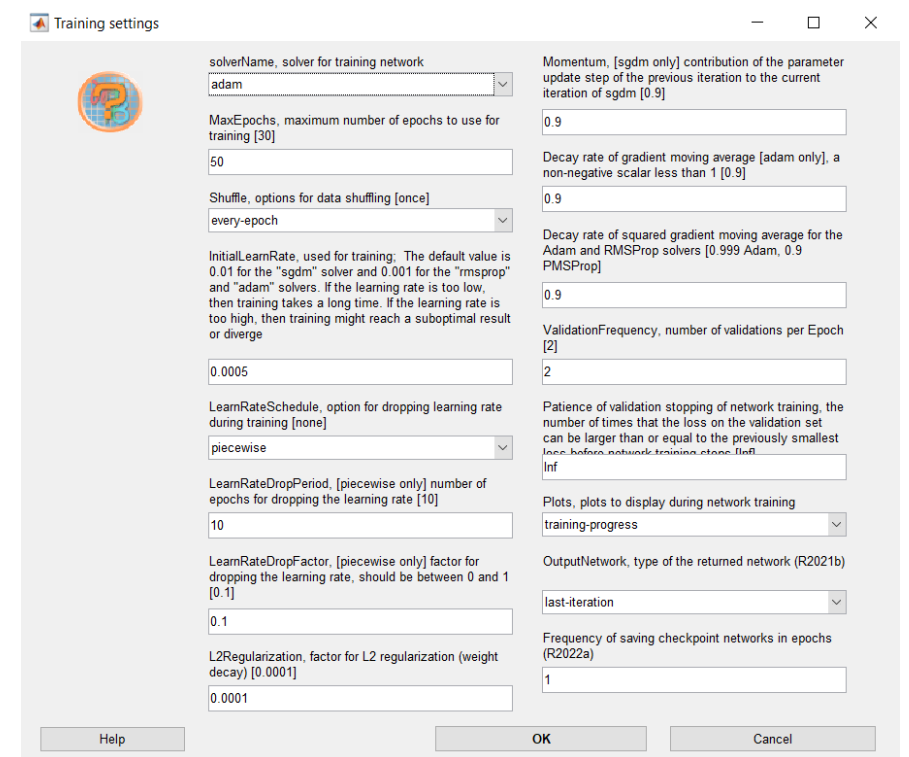 Training settings
solverName, solver for training network
adam
MaxEpochs, maximum number of epochs to use for
training [30]
50
Shuffle, options for data shuffling [once]
every-epoch
InitialLearnRate, used for training; The default value is
0.01 for the "sgdm" solver and 0.001 for the "rmsprop"
and "adam" solvers. If the learning rate is too low,
then training takes a long time. If the learning rate is
too high, then training might reach a suboptimal result
or diverge
0.0005
LearnRateSchedule, option for dropping learning rate
during training [none]
piecewise
LearnRateDropPeriod, [piecewise only] number of
epochs for dropping the learning rate [10]
10
LearnRateDropFactor, [piecewise only] factor for
dropping the learning rate, should be between 0 and 1
[0.1]
0.1
L2Regularization, factor for L2 regularization (weight
decay) [0.0001]
0.0001
Momentum, [sgdm only] contribution of the parameter
update step of the previous iteration to the current
iteration of sgdm [0.9]
0.9
Decay rate of gradient moving average [adam only], a
non-negative scalar less than 1 [0.9]
0.9
Decay rate of squared gradient moving average for the
Adam and RMSProp solvers [0.999 Adam, 0.9
PMSProp]
0.9
ValidationFrequency, number of validations per Epoch
[2]
2
Patience of validation stopping of network training, the
number of times that the loss on the validation set
can be larger than or equal to the previously smallest
loss before network training stops [Inf]
Inf
Plots, plots to display during network training
training-progress
OutputNetwork, type of the returned network (R2021b)
last-iteration
Frequency of saving checkpoint networks in epochs
(R2022a)
1
Help
OK
Cancel